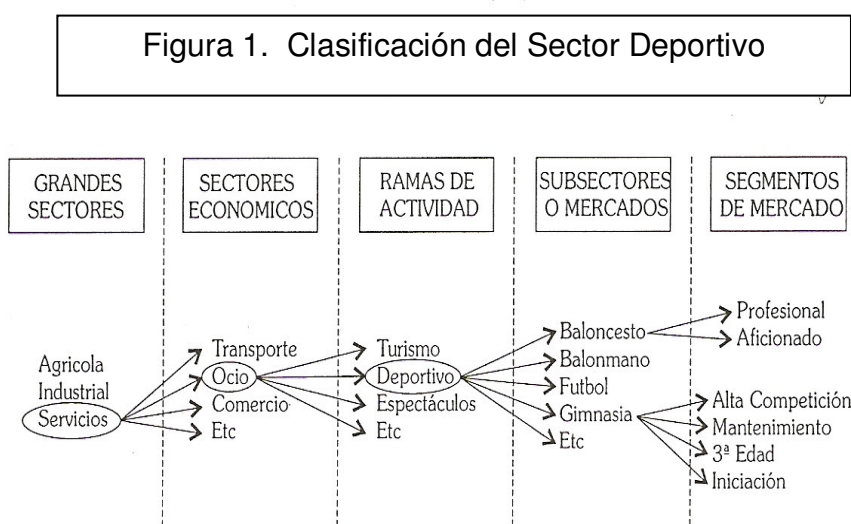 Figura 1.  Clasificación del Sector Deportivo
GRANDES
SECTORES
SECTORES
ECONOMICOS
RAMAS DE
ACTIVIDAD
SUBSECTORES
O MERCADOS
SEGMENTOS
DE MERCADO
Agricola
Industrial
Servicios
Transporte
Ocio
Comercio
Etc
Turismo
Deportivo
Espectáculos
Etc
Baloncesto
Balonmano
Futbol
Gimnasia
Etc
Profesional
Aficionado
Alta Competición
Mantenimiento
3ª Edad
Iniciación